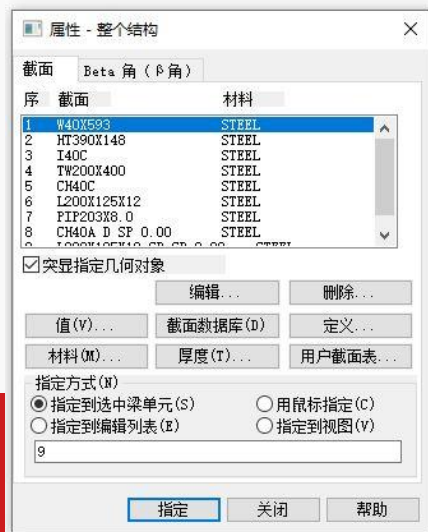 属性 - 整个结构
截面 Beta 角（β角）
序 截面 材料
1 W40X593 STEEL
2 HT390X148 STEEL
3 I40C STEEL
4 TW200X400 STEEL
5 CH40C STEEL
6 L200X125X12 STEEL
7 PIP203X8.0 STEEL
8 CH40A D SP 0.00 STEEL
突显指定几何对象
编辑... 删除...
值(V)... 截面数据库(D) 定义...
材料(M)... 厚度(T)... 用户截面表...
指定方式(N)
指定到选中梁单元(S) 用鼠标指定(C)
指定到编辑列表(E) 指定到视图(V)
9
指定 关闭 帮助